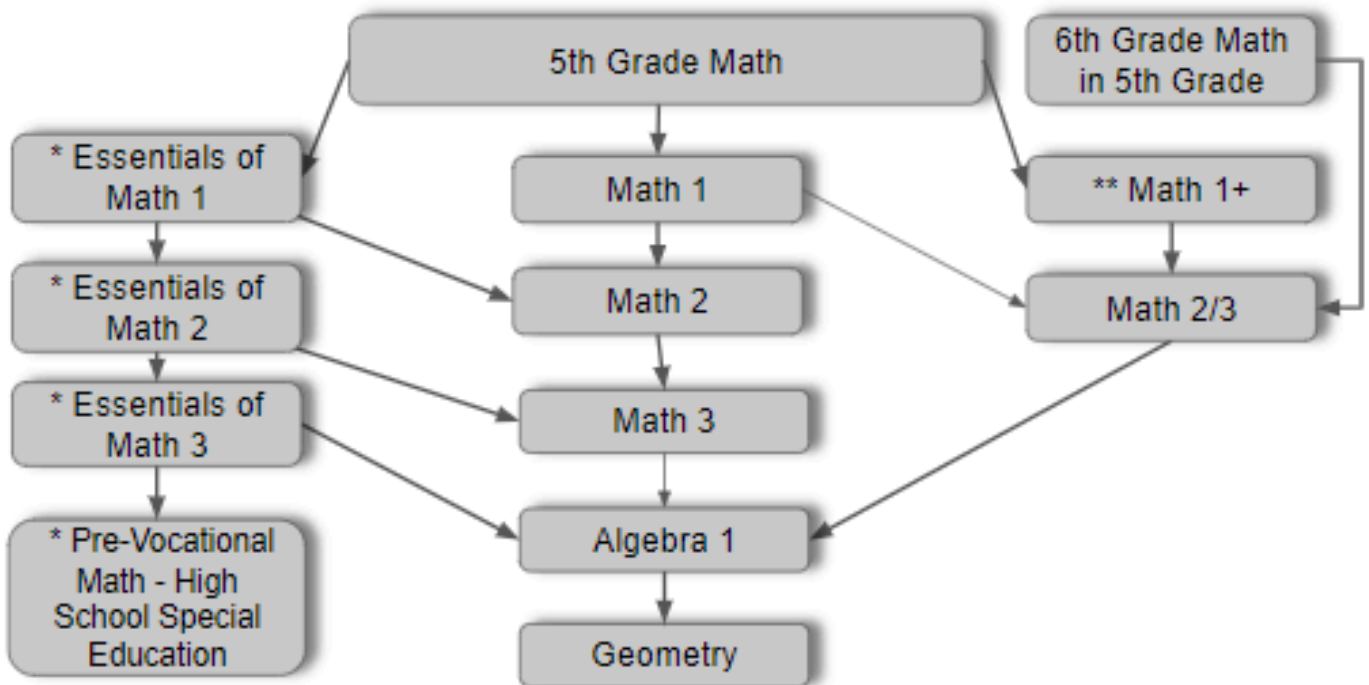 5th Grade Math
6th Grade Math
in 5th Grade
* Essentials of
Math 1
Math 1
** Math 1+
* Essentials of
Math 2
Math 2
Math 2/3
* Essentials of
Math 3
Math 3
* Pre-Vocational
Math - High
School Special
Education
Algebra 1
Geometry